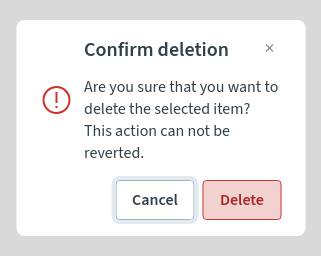 Confirm deletion
Are you sure that you want to
delete the selected item?
This action can not be
reverted.
Cancel
Delete